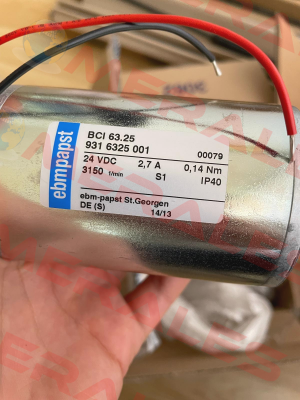 ebmpapst
BCI 63.25
931 6325 001 00079
24 VDC 2,7 A 0,14 Nm
3150 1/min S1 IP40
ebm-papst St.Georgen
DE (S) 14/13